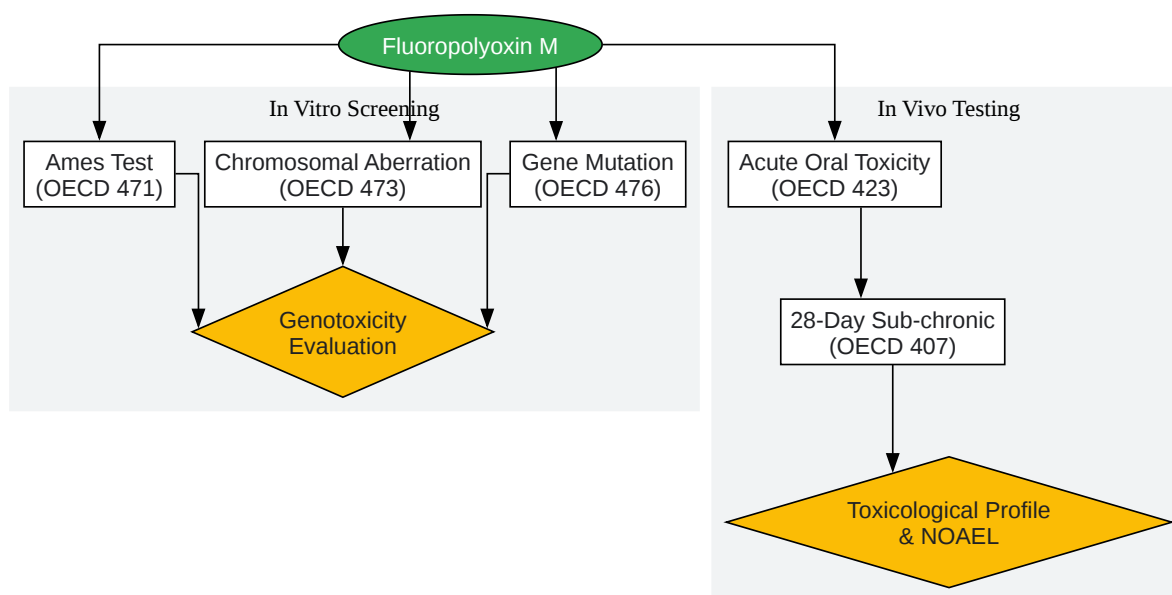 Fluoropolyoxin M
In Vitro Screening
In Vivo Testing
Ames Test
(OECD 471)
Chromosomal Aberration
(OECD 473)
Gene Mutation
(OECD 476)
Acute Oral Toxicity
(OECD 423)
Genotoxicity
Evaluation
28-Day Sub-chronic
(OECD 407)
Toxicological Profile
& NOAEL